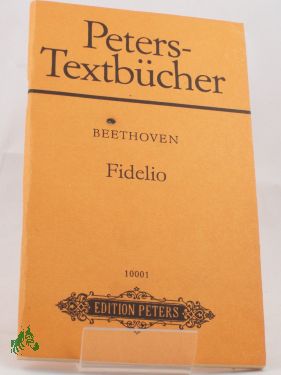 Peters-
Textbücher
BEETHOVEN
Fidelio
10001
EDITION PETERS